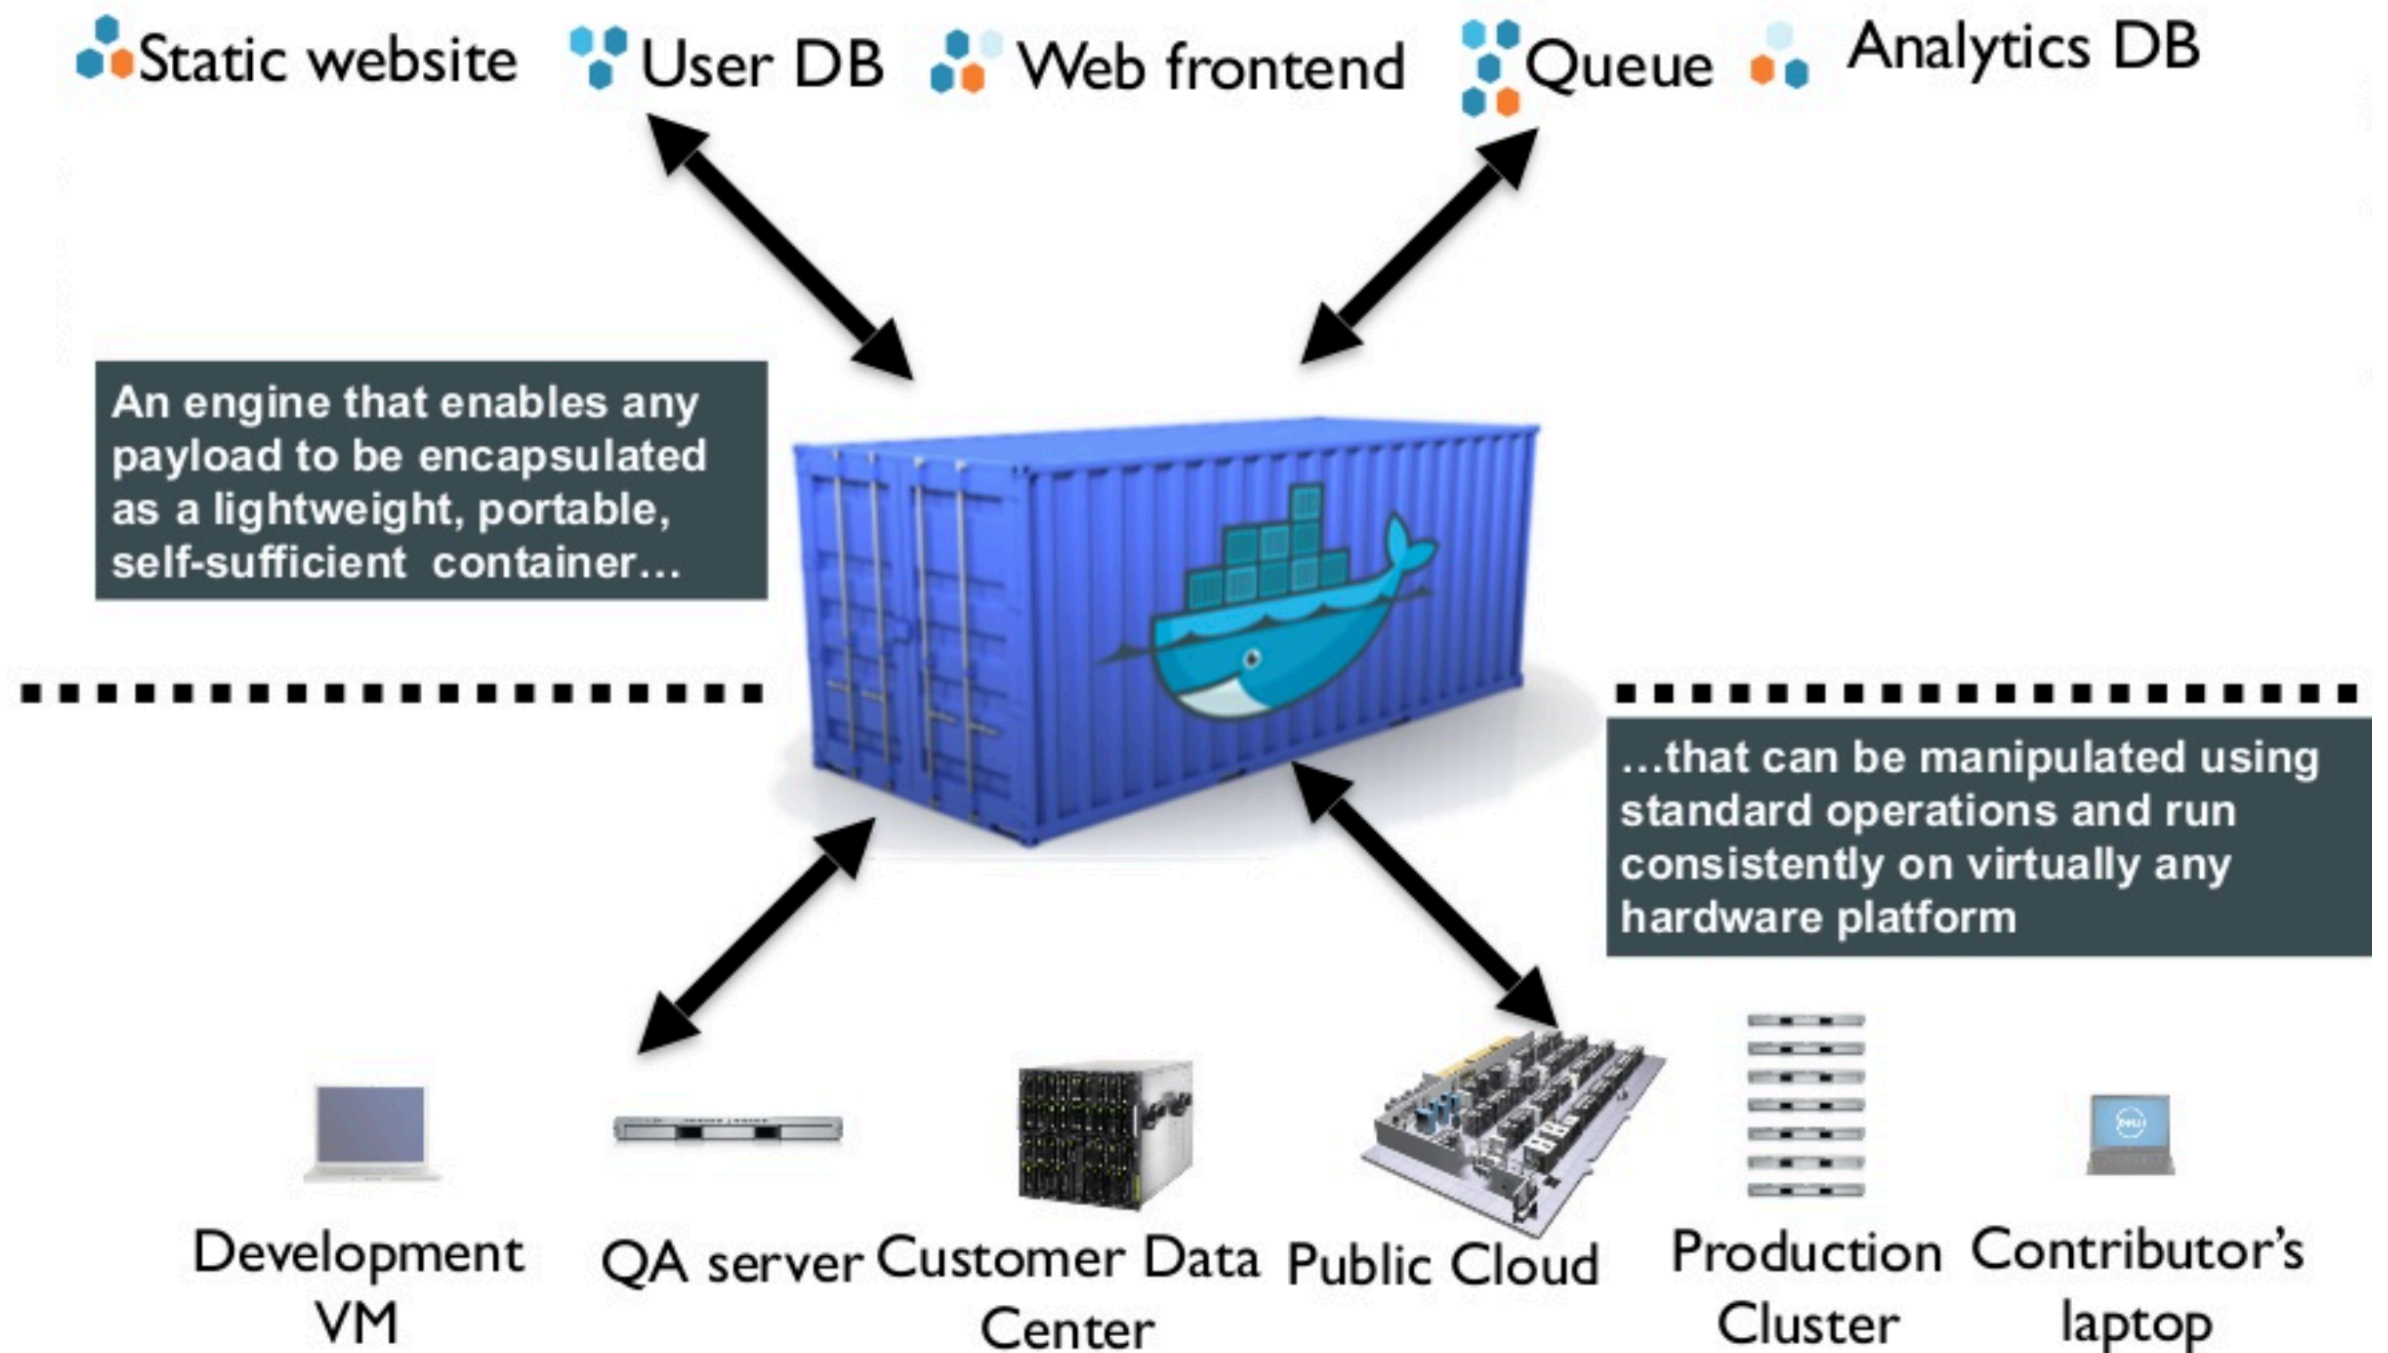 Static website
User DB
Web frontend
Queue
Analytics DB
An engine that enables any
payload to be encapsulated
as a lightweight, portable,
self-sufficient container…
…that can be manipulated using
standard operations and run
consistently on virtually any
hardware platform
Development
VM
QA server
Customer Data
Center
Public Cloud
Production
Cluster
Contributor’s
laptop